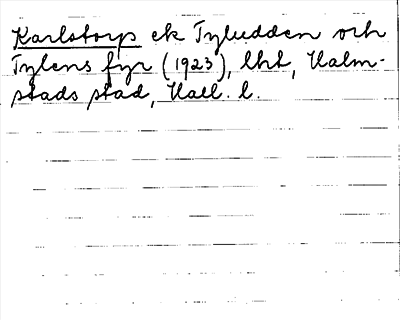 Karlstorp ek Tyludden och
Tylens fyr (1923), lht, Halm-
stads stad, Hall. l.